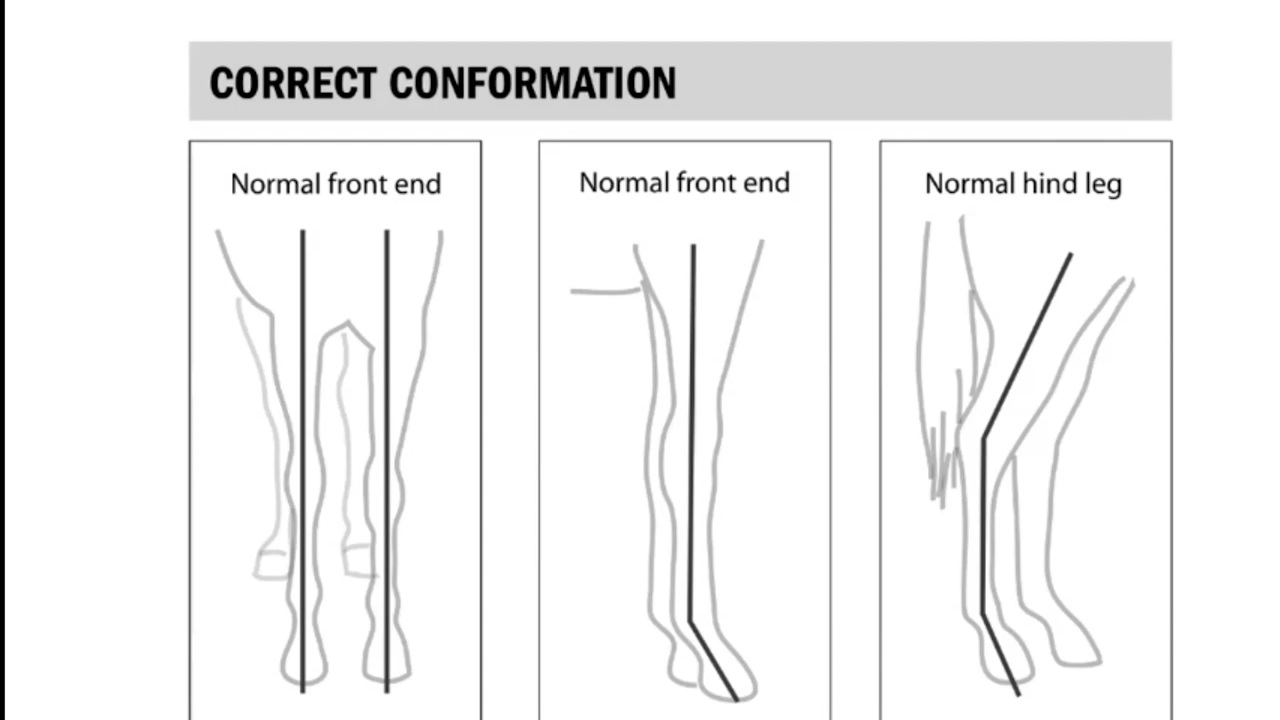 CORRECT CONFORMATION
Normal front end
Normal front end
Normal hind leg